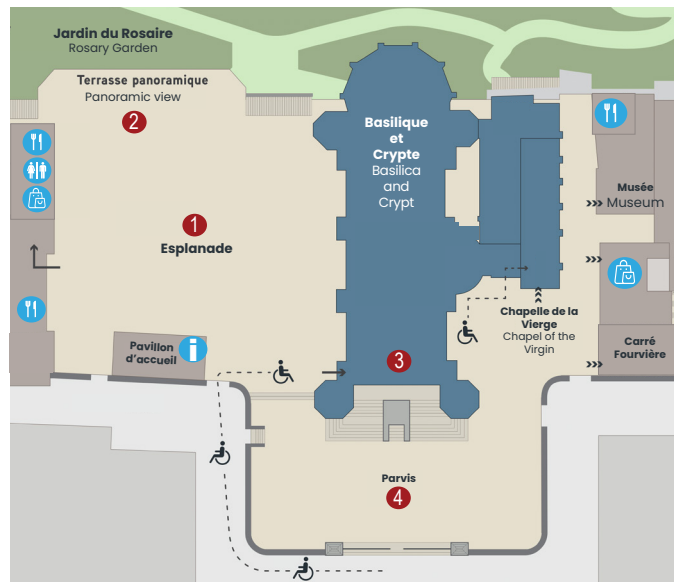 Jardin du Rosaire
Rosary Garden
Terrasse panoramique
Panoramic view
2
Basilique
et
Crypte
Basilica
and
Crypt
Musée
>>> Museum
1
Esplanade
>>>
Chapelle de la
Vierge
Chapel of the
Virgin
Pavillon
d'accueil
i
Carré
Fourvière
>>>
3
Parvis
4